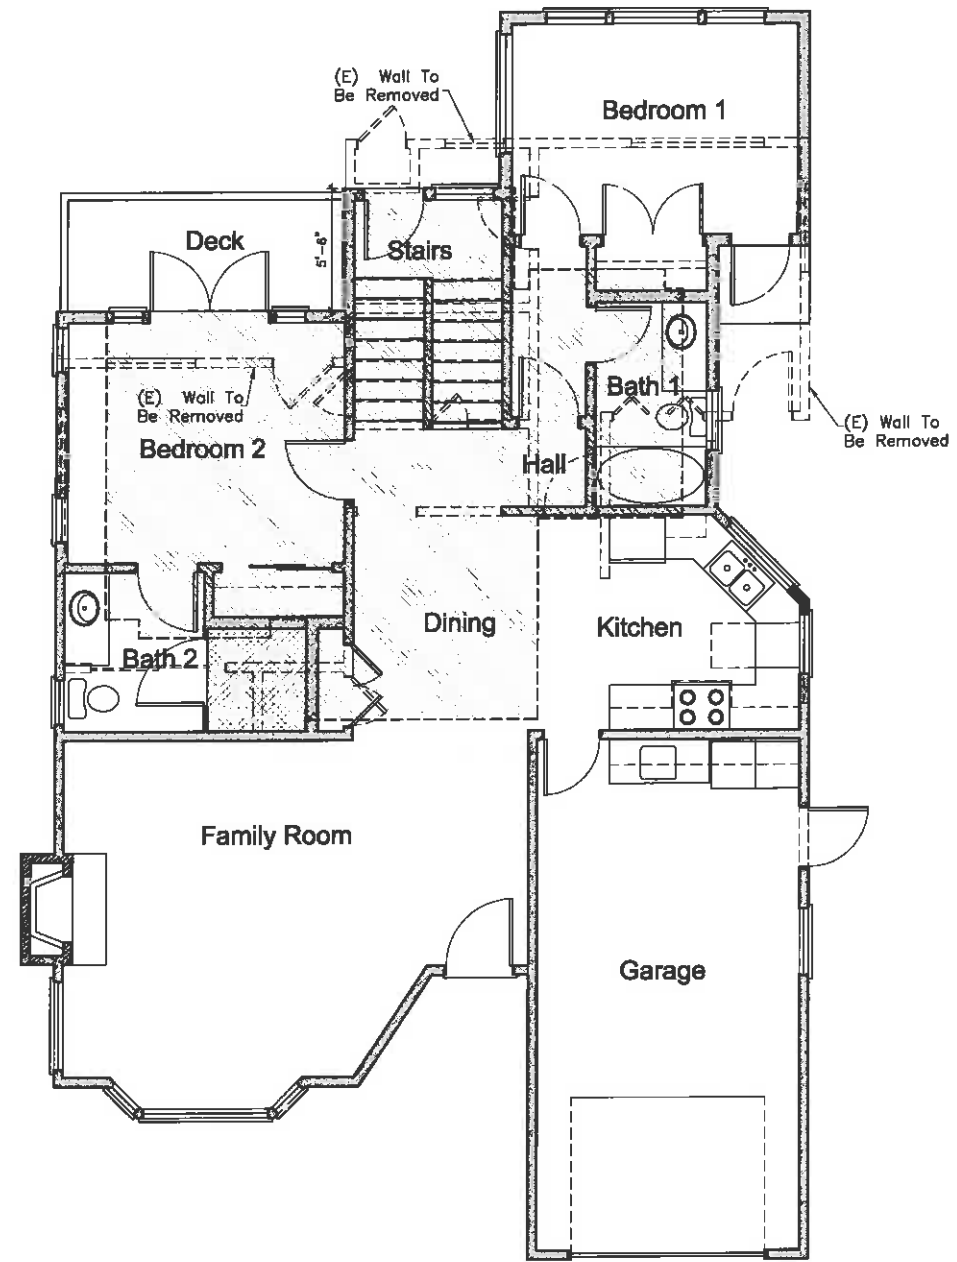 (E) Wall To
Be Removed
Bedroom 1
Deck
5'-6"
Stairs
(E) Wall To
Be Removed
Bath 1
(E) Wall To
Be Removed
Bedroom 2
Hall
Dining
Kitchen
Bath 2
Family Room
Garage